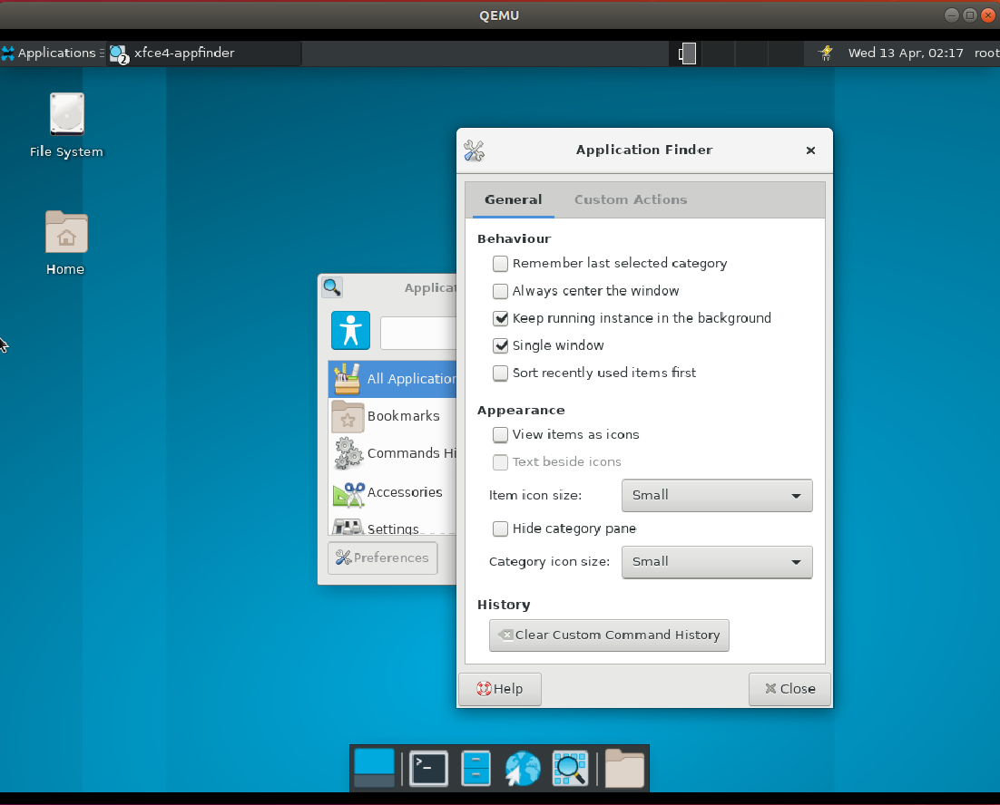 QEMU
Applications
2
xfce4-appfinder
Wed 13 Apr, 02:17
root
File System
Home
Applicat
All Application
Bookmarks
Commands Hi
Accessories
Settings
Preferences
Application Finder
General
Custom Actions
Behaviour
Remember last selected category
Always center the window
Keep running instance in the background
Single window
Sort recently used items first
Appearance
View items as icons
Text beside icons
Item icon size:
Small
Hide category pane
Category icon size:
Small
History
Clear Custom Command History
Help
Close